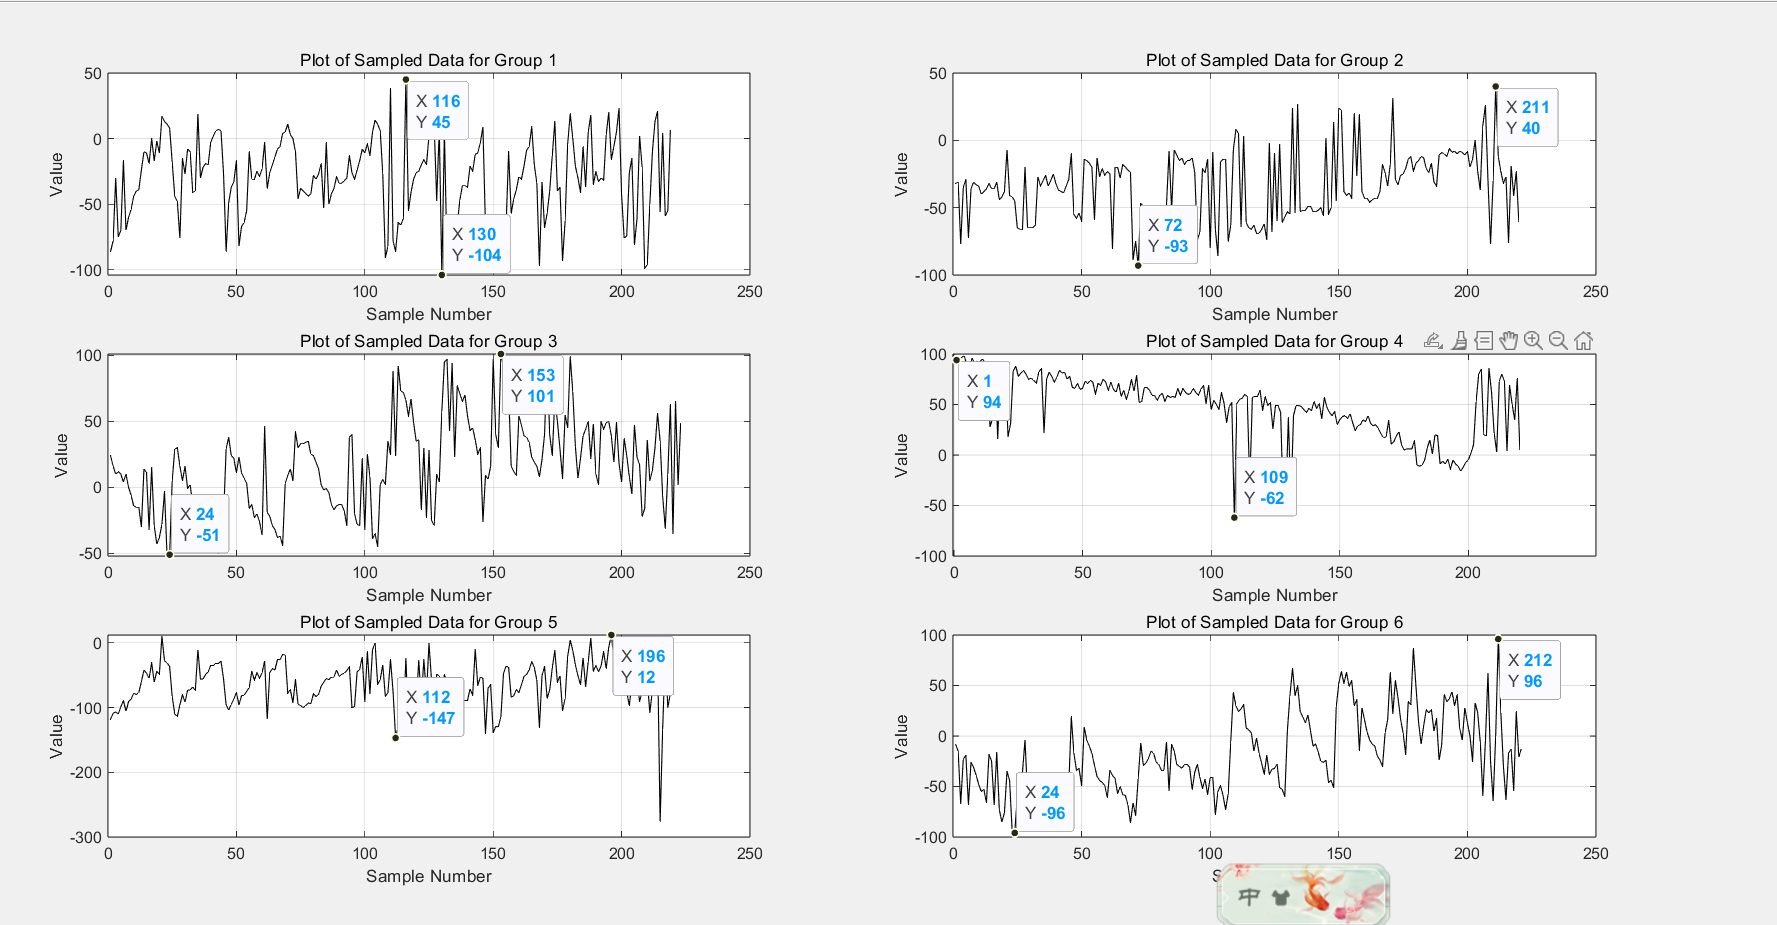 Plot of Sampled Data for Group 1
50
0
-50
-100
Value
X 116
Y 45
X 130
Y -104
0 50 100 150 200 250
Sample Number
Plot of Sampled Data for Group 2
50
0
-50
-100
Value
X 211
Y 40
X 72
Y -93
0 50 100 150 200 250
Sample Number
Plot of Sampled Data for Group 3
100
50
0
-50
Value
X 153
Y 101
X 24
Y -51
0 50 100 150 200 250
Sample Number
Plot of Sampled Data for Group 4
100
50
0
-50
-100
Value
X 1
Y 94
X 109
Y -62
0 50 100 150 200
Sample Number
Plot of Sampled Data for Group 5
0
-100
-200
-300
Value
X 196
Y 12
X 112
Y -147
0 50 100 150 200 250
Sample Number
Plot of Sampled Data for Group 6
100
50
0
-50
-100
Value
X 212
Y 96
X 24
Y -96
0 50 100 150 200 250
中